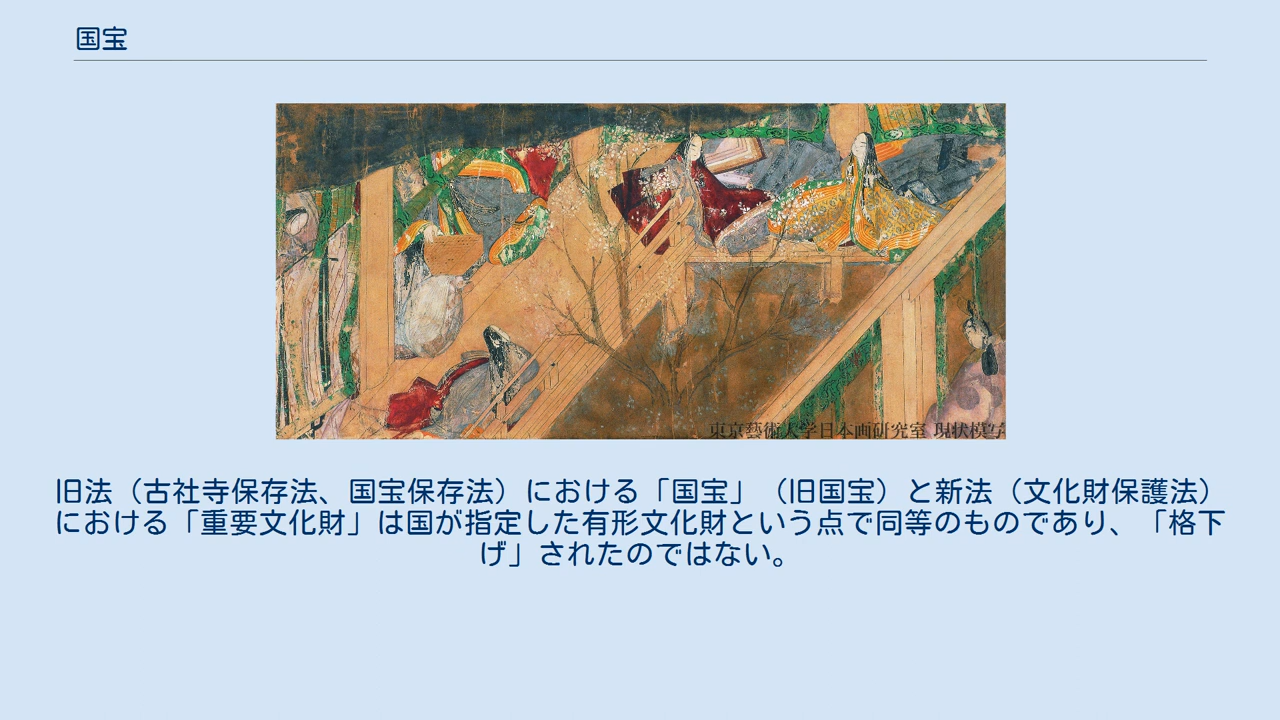 国宝
東京藝術大学日本画研究室 現状模写
旧法（古社寺保存法、国宝保存法）における「国宝」（旧国宝）と新法（文化財保護法）
における「重要文化財」は国が指定した有形文化財という点で同等のものであり、「格下
げ」されたのではない。